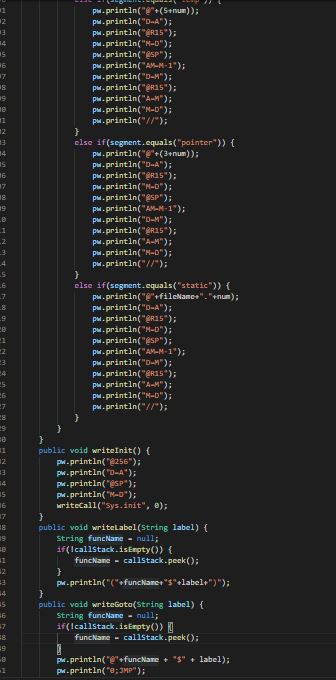 else if(segment.equals("temp")) {
pw.println("@"+(5+num));
pw.println("D=A");
pw.println("@R15");
pw.println("M=D");
pw.println("@SP");
pw.println("AM=M-1");
pw.println("D=M");
pw.println("@R15");
pw.println("A=M");
pw.println("M=D");
pw.println("//");
}
else if(segment.equals("pointer")) {
pw.println("@"+(3+num));
pw.println("D=A");
pw.println("@R15");
pw.println("M=D");
pw.println("@SP");
pw.println("AM=M-1");
pw.println("D=M");
pw.println("@R15");
pw.println("A=M");
pw.println("M=D");
pw.println("//");
}
else if(segment.equals("static")) {
pw.println("@"+fileName+"."+num);
pw.println("D=A");
pw.println("@R15");
pw.println("M=D");
pw.println("@SP");
pw.println("AM=M-1");
pw.println("D=M");
pw.println("@R15");
pw.println("A=M");
pw.println("M=D");
pw.println("//");
}
}
}
public void writeInit() {
pw.println("@256");
pw.println("D=A");
pw.println("@SP");
pw.println("M=D");
writeCall("Sys.init", 0);
}
public void writeLabel(String label) {
String funcName = null;
if(!callStack.isEmpty()) {
funcName = callStack.peek();
}
pw.println("("+funcName+"$"+label+")");
}
public void writeGoto(String label) {
String funcName = null;
if(!callStack.isEmpty()) {
funcName = callStack.peek();
}
pw.println("@"+funcName + "$" + label);
pw.println("0;JMP");